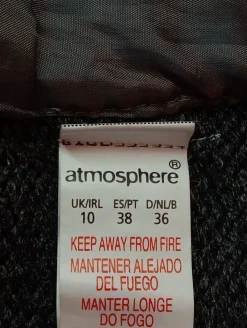 atmosphere®
UK/IRL ES/PT D/NL/B
10 38 36
KEEP AWAY FROM FIRE
MANTENER ALEJADO
DEL FUEGO
MANTER LONGE
DO FOGO